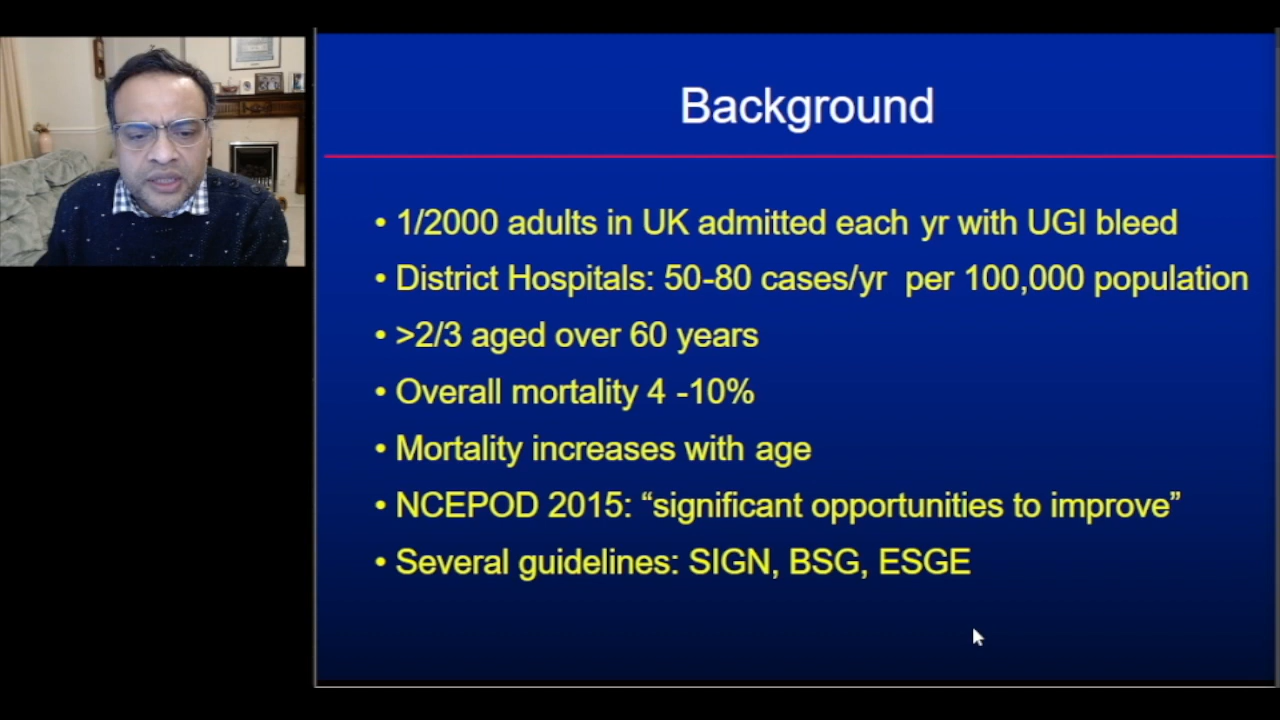 Background
• 1/2000 adults in UK admitted each yr with UGI bleed
• District Hospitals: 50-80 cases/yr  per 100,000 population
• >2/3 aged over 60 years
• Overall mortality 4 -10%
• Mortality increases with age
• NCEPOD 2015: “significant opportunities to improve”
• Several guidelines: SIGN, BSG, ESGE